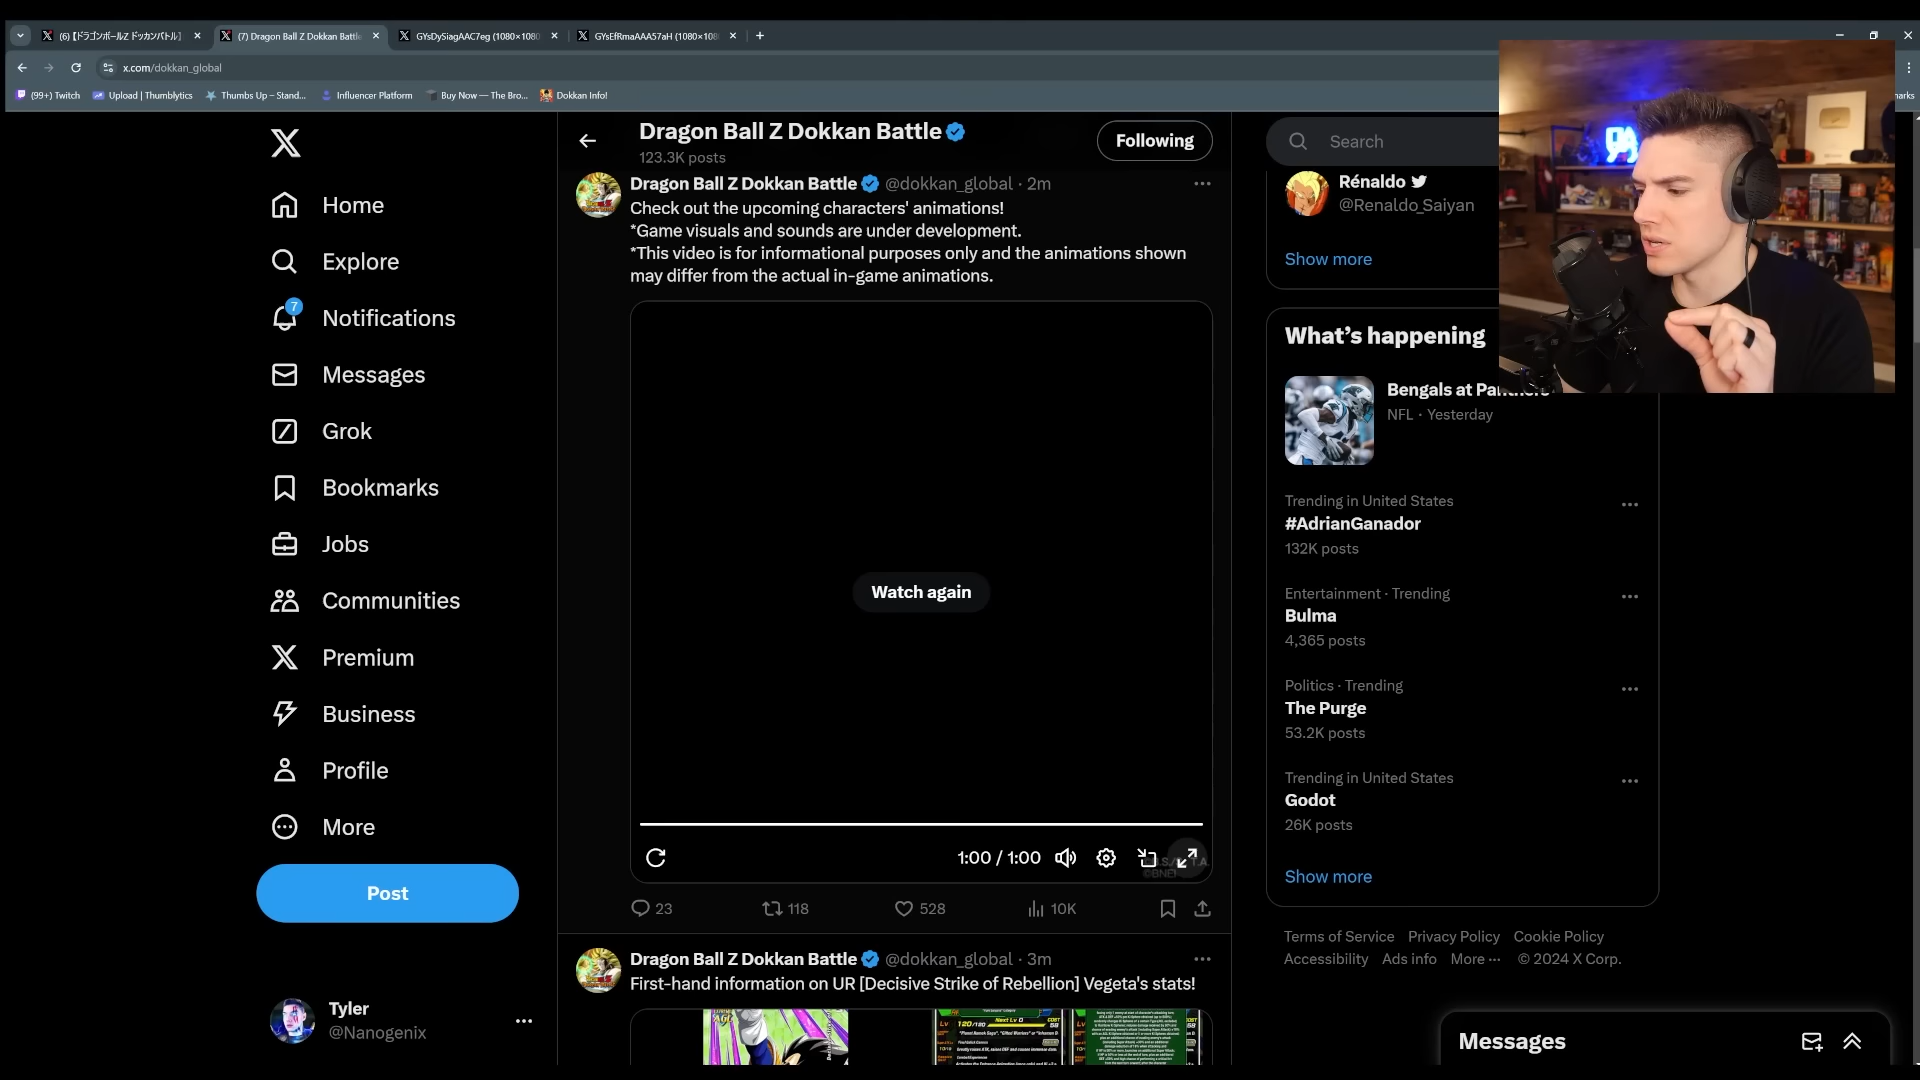 (6) 【ドラゴンボールZ ドッカンバトル】
(7) Dragon Ball Z Dokkan Battle
GYsDySiagAAC7eg (1080×1080
GYsEfRmaAAA57aH (1080×108
x.com/dokkan_global
(99+) Twitch
Upload | Thumblytics
Thumbs Up – Stand...
Influencer Platform
Buy Now — The Bro...
Dokkan Info!
Dragon Ball Z Dokkan Battle
123.3K posts
Following
Search
Home
Explore
7
Notifications
Messages
Grok
Bookmarks
Jobs
Communities
Premium
Business
Profile
More
Post
Tyler
@Nanogenix
Dragon Ball Z Dokkan Battle @dokkan_global · 2m
Check out the upcoming characters' animations!
*Game visuals and sounds are under development.
*This video is for informational purposes only and the animations shown
may differ from the actual in-game animations.
Watch again
1:00 / 1:00
23
118
528
10K
Dragon Ball Z Dokkan Battle @dokkan_global · 3m
First-hand information on UR [Decisive Strike of Rebellion] Vegeta's stats!
Rénaldo
@Renaldo_Saiyan
Show more
What's happening
Bengals at Panthers
NFL · Yesterday
Trending in United States
#AdrianGanador
132K posts
Entertainment · Trending
Bulma
4,365 posts
Politics · Trending
The Purge
53.2K posts
Trending in United States
Godot
26K posts
Show more
Terms of Service Privacy Policy Cookie Policy
Accessibility Ads info More ··· © 2024 X Corp.
Messages